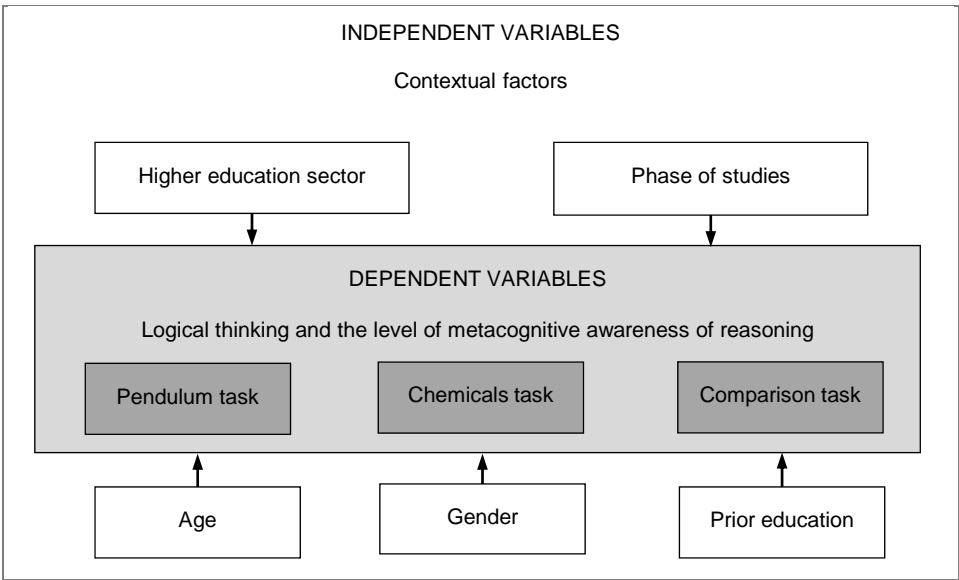 INDEPENDENT VARIABLES
Contextual factors
Higher education sector
Phase of studies
DEPENDENT VARIABLES
Logical thinking and the level of metacognitive awareness of reasoning
Pendulum task
Chemicals task
Comparison task
Age
Gender
Prior education